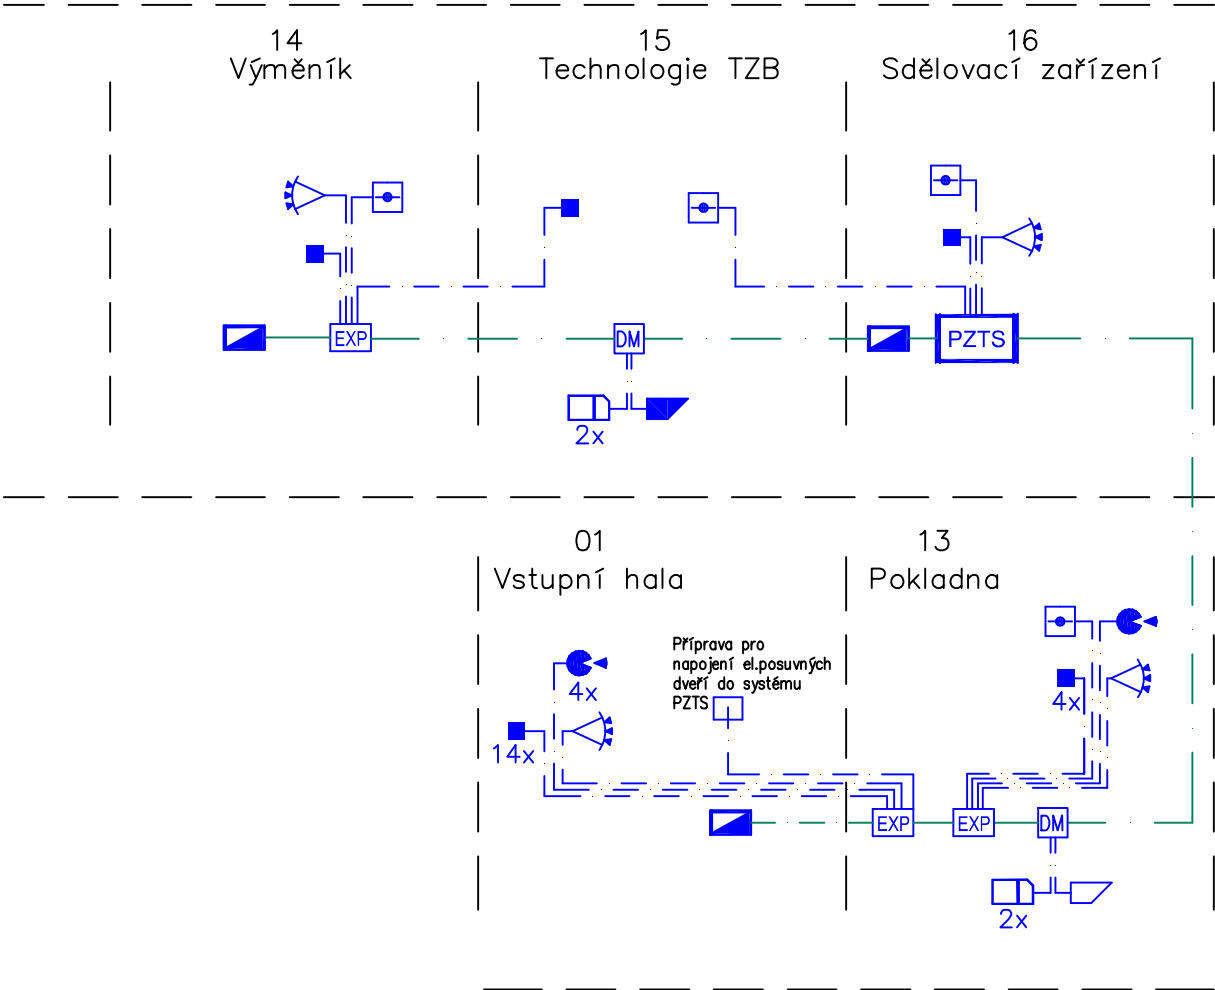 14
Výměník
15
Technologie TZB
16
Sdělovací zařízení
EXP
DM
PZTS
2x
01
Vstupní hala
13
Pokladna
Příprava pro
napojení el.posuvných
dveří do systému
PZTS
4x
14x
4x
EXP
EXP
DM
2x